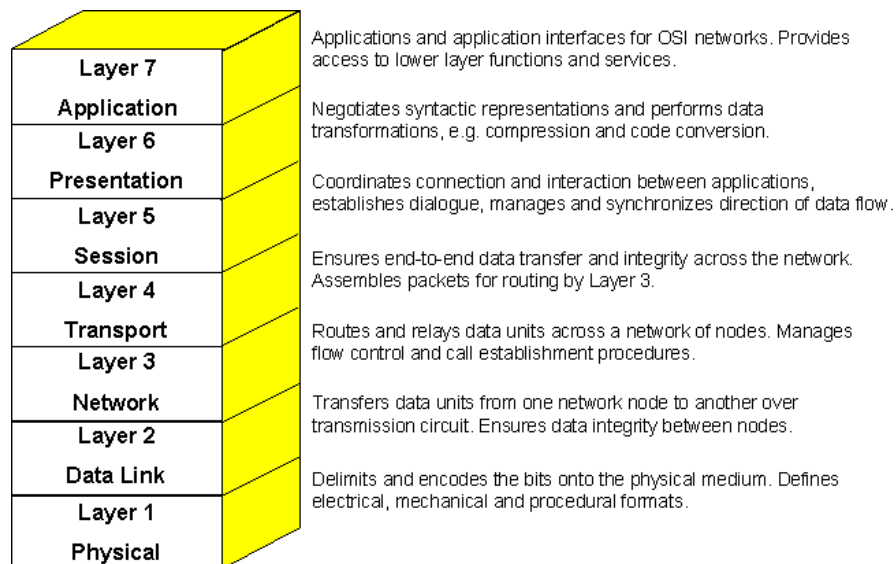 Layer 7
Application
Applications and application interfaces for OSI networks. Provides
access to lower layer functions and services.
Layer 6
Presentation
Negotiates syntactic representations and performs data
transformations, e.g. compression and code conversion.
Layer 5
Session
Coordinates connection and interaction between applications,
establishes dialogue, manages and synchronizes direction of data flow.
Layer 4
Transport
Ensures end-to-end data transfer and integrity across the network.
Assembles packets for routing by Layer 3.
Layer 3
Network
Routes and relays data units across a network of nodes. Manages
flow control and call establishment procedures.
Layer 2
Data Link
Transfers data units from one network node to another over
transmission circuit. Ensures data integrity between nodes.
Layer 1
Physical
Delimits and encodes the bits onto the physical medium. Defines
electrical, mechanical and procedural formats.